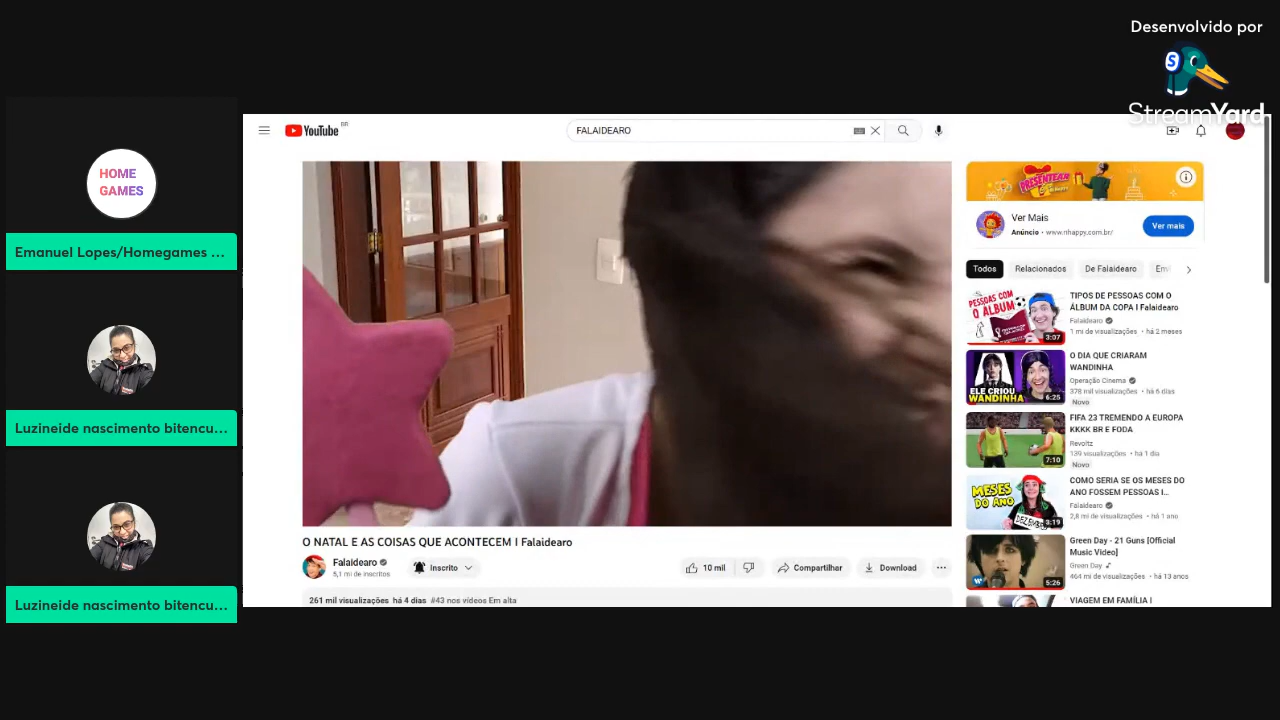 Desenvolvido por
StreamYard
HOME
GAMES
Emanuel Lopes/Homegames ...
Luzineide nascimento bitencu...
Luzineide nascimento bitencu...
YouTube BR
FALAIDEARO
O NATAL E AS COISAS QUE ACONTECEM I Falaidearo
Falaidearo
5,1 mi de inscritos
Inscrito
10 mil
Compartilhar
Download
261 mil visualizações há 4 dias #43 nos vídeos Em alta
PRESENTEAR
Ver Mais
Anúncio • www.nhappy.com.br/
Ver mais
Todos
Relacionados
De Falaidearo
PESSOAS COM
O ÁLBUM
3:07
TIPOS DE PESSOAS COM O
ÁLBUM DA COPA I Falaidearo
Falaidearo
1 mi de visualizações • há 2 meses
ELE CRIOU
WANDINHA
6:25
O DIA QUE CRIARAM
WANDINHA
Operação Cinema
378 mil visualizações • há 6 dias
Novo
7:10
FIFA 23 TREMENDO A EUROPA
KKKK BR E FODA
Revoltz
139 visualizações • há 1 dia
Novo
MESES
DO ANO
DEZEMBRO
3:19
COMO SERIA SE OS MESES DO
ANO FOSSEM PESSOAS I...
Falaidearo
2,8 mi de visualizações • há 1 ano
5:26
Green Day - 21 Guns [Official
Music Video]
Green Day
464 mi de visualizações • há 13 anos
VIAGEM EM FAMÍLIA I